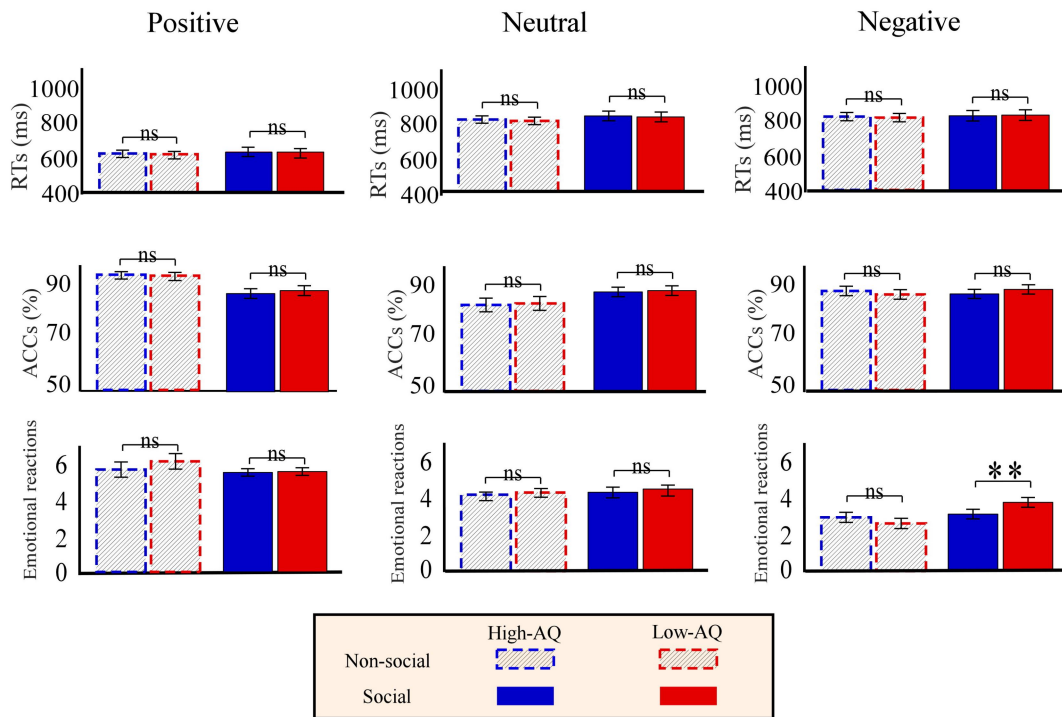 Positive
Neutral
Negative
RTs (ms)
1000
800
600
400
ns
ns
RTs (ms)
1000
800
600
400
ns
ns
RTs (ms)
1000
800
600
400
ns
ns
ACCs (%)
90
70
50
ns
ns
ACCs (%)
90
70
50
ns
ns
ACCs (%)
90
70
50
ns
ns
Emotional reactions
6
4
2
0
ns
ns
Emotional reactions
6
4
2
0
ns
ns
Emotional reactions
6
4
2
0
ns
**
High-AQ Low-AQ
Non-social
Social